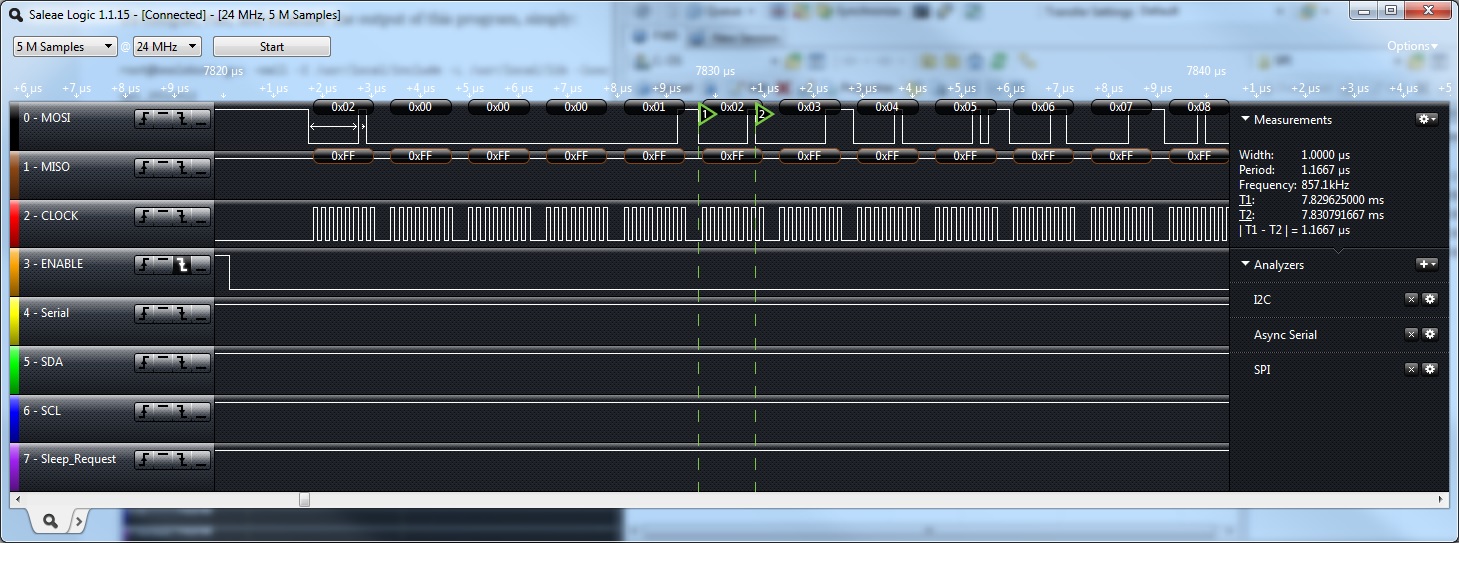 Saleae Logic 1.1.15 - [Connected] - [24 MHz, 5 M Samples]
5 M Samples @ 24 MHz Start Options
7820 µs 7830 µs 7840 µs
+6 µs +7 µs +8 µs +9 µs +1 µs +2 µs +3 µs +4 µs +5 µs +6 µs +7 µs +8 µs +9 µs +1 µs +2 µs +3 µs +4 µs +5 µs +6 µs +7 µs +8 µs +9 µs +1 µs +2 µs +3 µs +4 µs +5
0 - MOSI 0x02 0x00 0x00 0x00 0x01 1 0x02 2 0x03 0x04 0x05 0x06 0x07 0x08
1 - MISO 0xFF 0xFF 0xFF 0xFF 0xFF 0xFF 0xFF 0xFF 0xFF 0xFF 0xFF 0xFF
2 - CLOCK
3 - ENABLE
4 - Serial
5 - SDA
6 - SCL
7 - Sleep_Request
Measurements
Width: 1.0000 µs
Period: 1.1667 µs
Frequency: 857.1kHz
T1: 7.829625000 ms
T2: 7.830791667 ms
| T1 - T2 | = 1.1667 µs
Analyzers
I2C
Async Serial
SPI